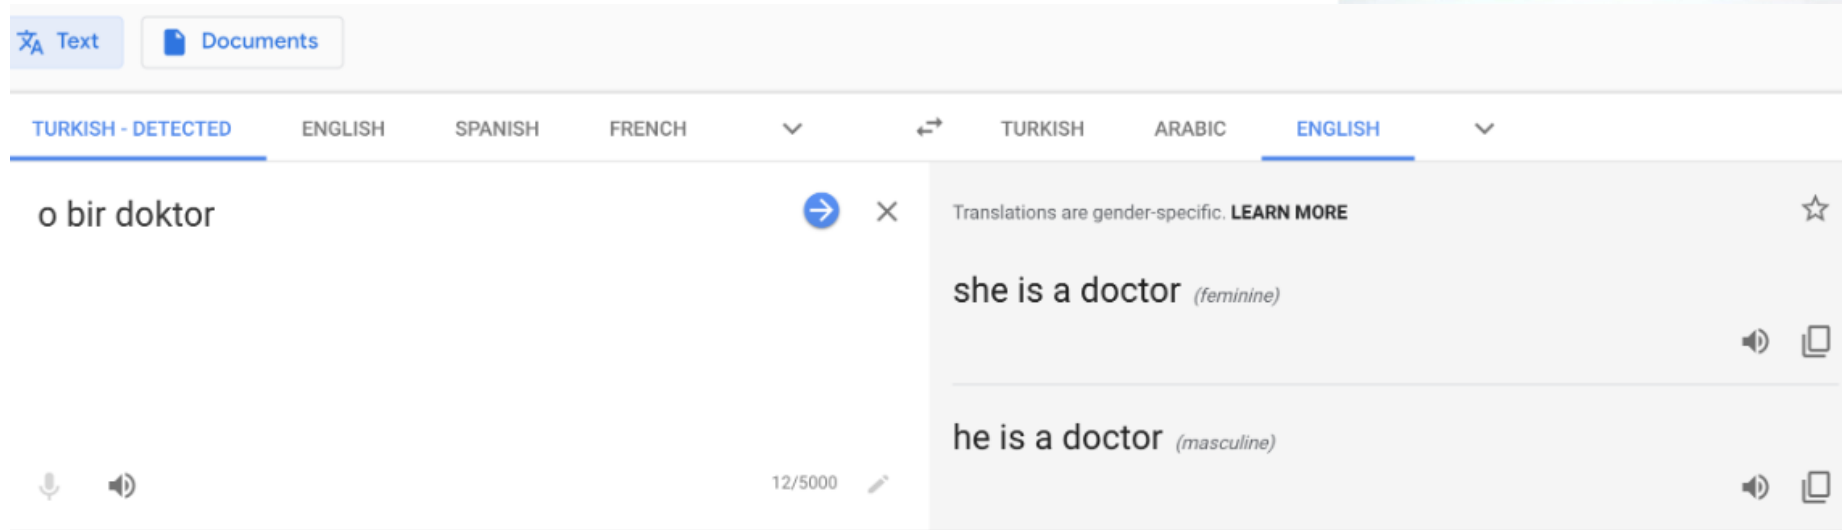 Text Documents
TURKISH - DETECTED ENGLISH SPANISH FRENCH TURKISH ARABIC ENGLISH
o bir doktor
Translations are gender-specific. LEARN MORE
she is a doctor (feminine)
he is a doctor (masculine)
12/5000